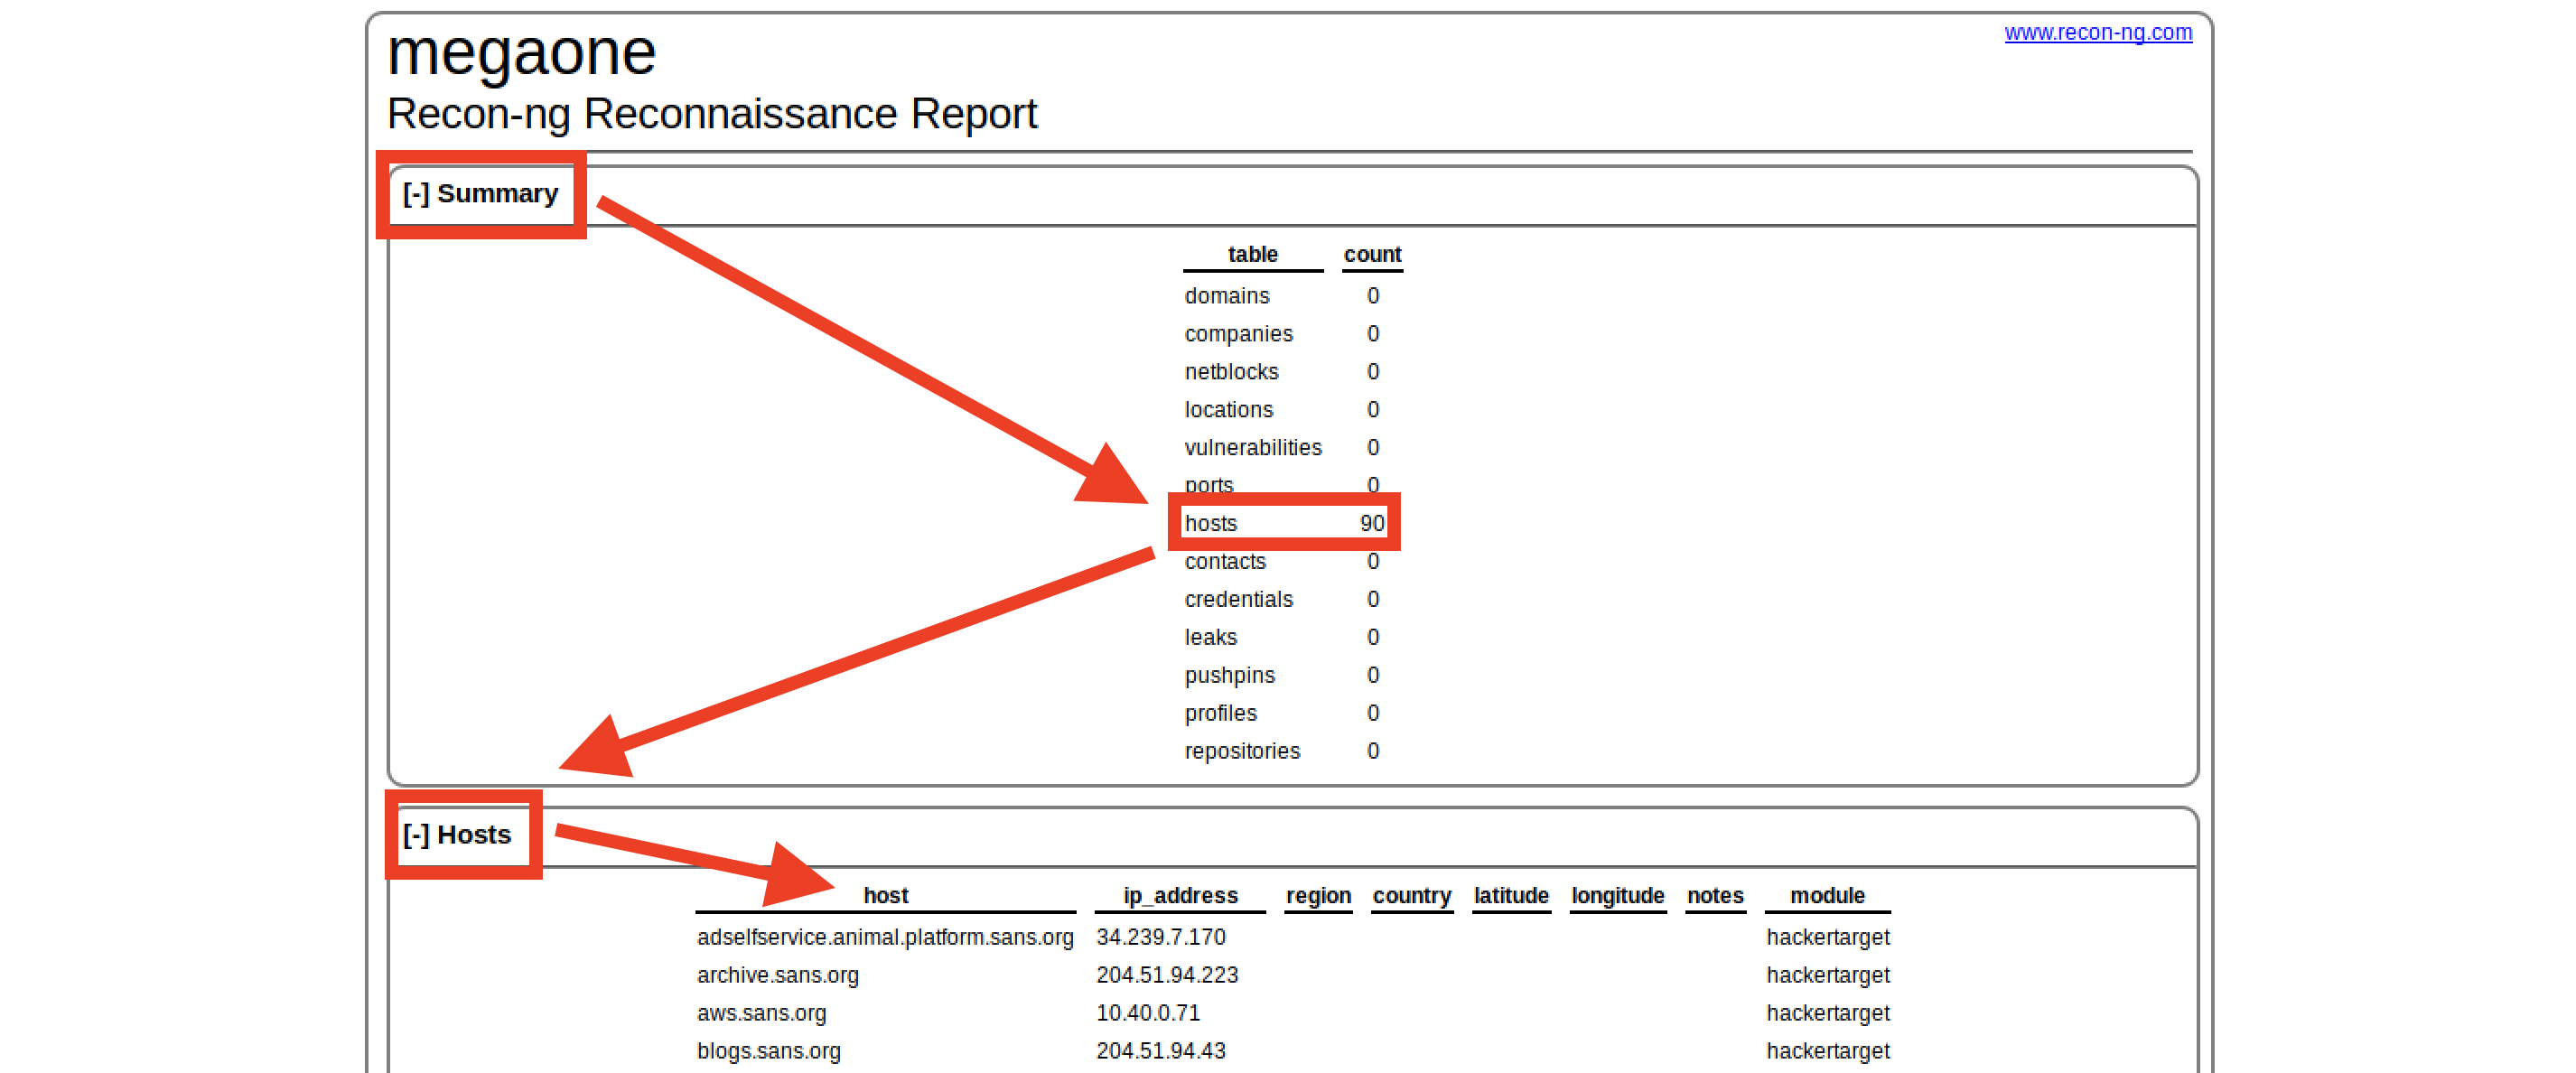 megaone
www.recon-ng.com
Recon-ng Reconnaissance Report
[-] Summary
table count
domains 0
companies 0
netblocks 0
locations 0
vulnerabilities 0
ports 0
hosts 90
contacts 0
credentials 0
leaks 0
pushpins 0
profiles 0
repositories 0
[-] Hosts
host ip_address region country latitude longitude notes module
adselfservice.animal.platform.sans.org 34.239.7.170 hackertarget
archive.sans.org 204.51.94.223 hackertarget
aws.sans.org 10.40.0.71 hackertarget
blogs.sans.org 204.51.94.43 hackertarget